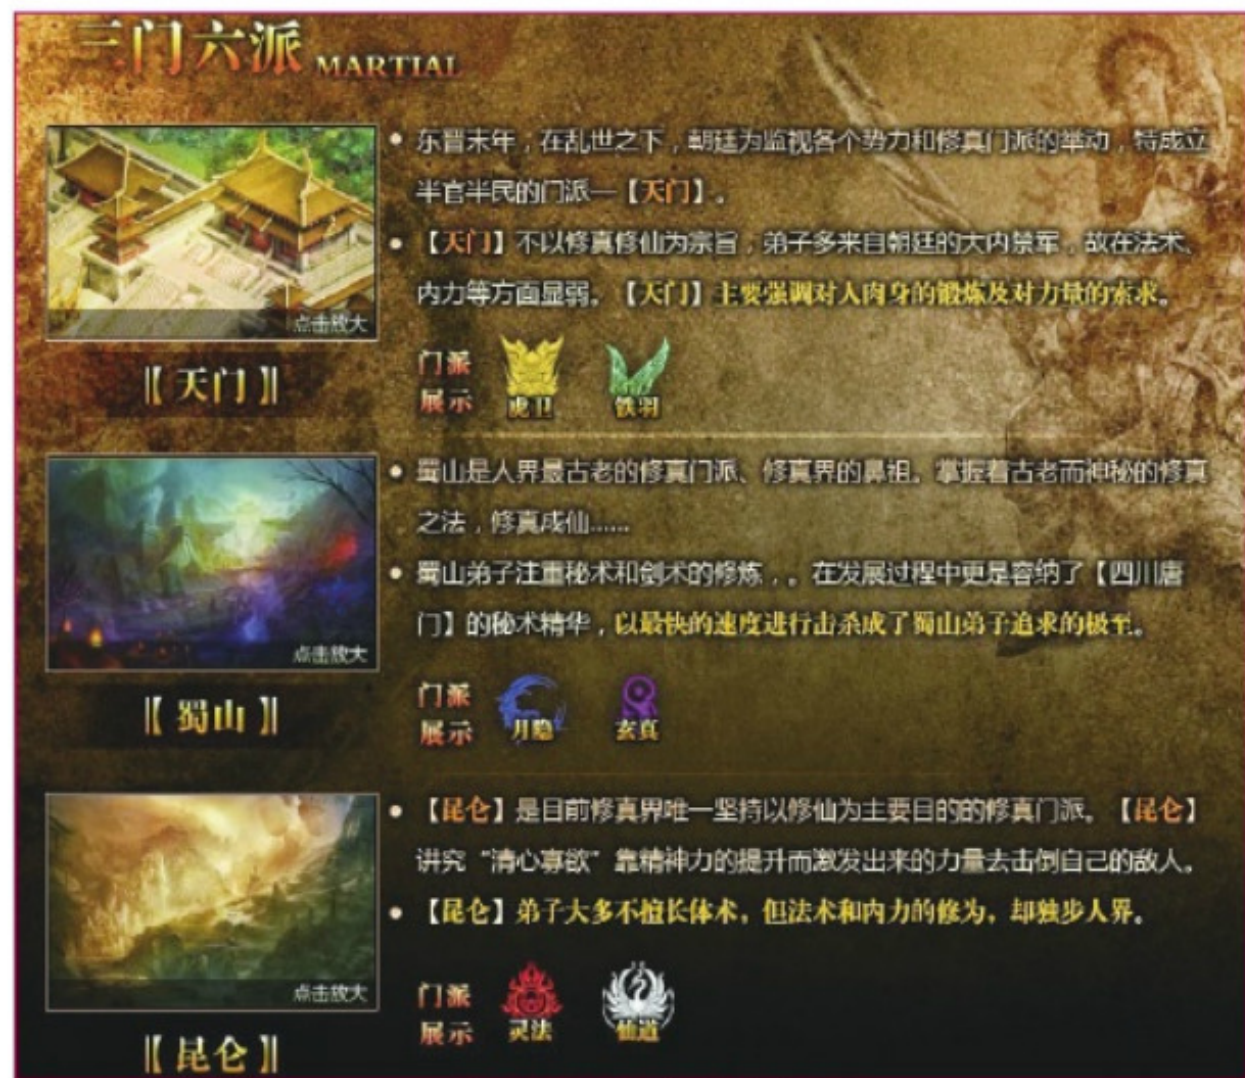 三门六派 MARTIAL
东晋末年，在乱世之下，朝廷为监视各个势力和修真门派的举动，特成立
半官半民的门派—【天门】。
【天门】不以修真修仙为宗旨，弟子多来自朝廷的大内禁军，故在法术、
内力等方面显弱。【天门】主要强调对人肉身的锻炼及对力量的索求。
点击放大
〖天门〗
门派
展示
虎卫 铁羽
蜀山是人界最古老的修真门派、修真界的鼻祖。掌握着古老而神秘的修真
之法，修真成仙......
蜀山弟子注重秘术和剑术的修炼，。在发展过程中更是容纳了【四川唐
门】的秘术精华，以最快的速度进行击杀成了蜀山弟子追求的极至。
点击放大
〖蜀山〗
门派
展示
月隐 玄真
【昆仑】是目前修真界唯一坚持以修仙为主要目的的修真门派。【昆仑】
讲究“清心寡欲”靠精神力的提升而激发出来的力量去击倒自己的敌人。
【昆仑】弟子大多不擅长体术，但法术和内力的修为，却独步人界。
点击放大
〖昆仑〗
门派
展示
灵法 仙道